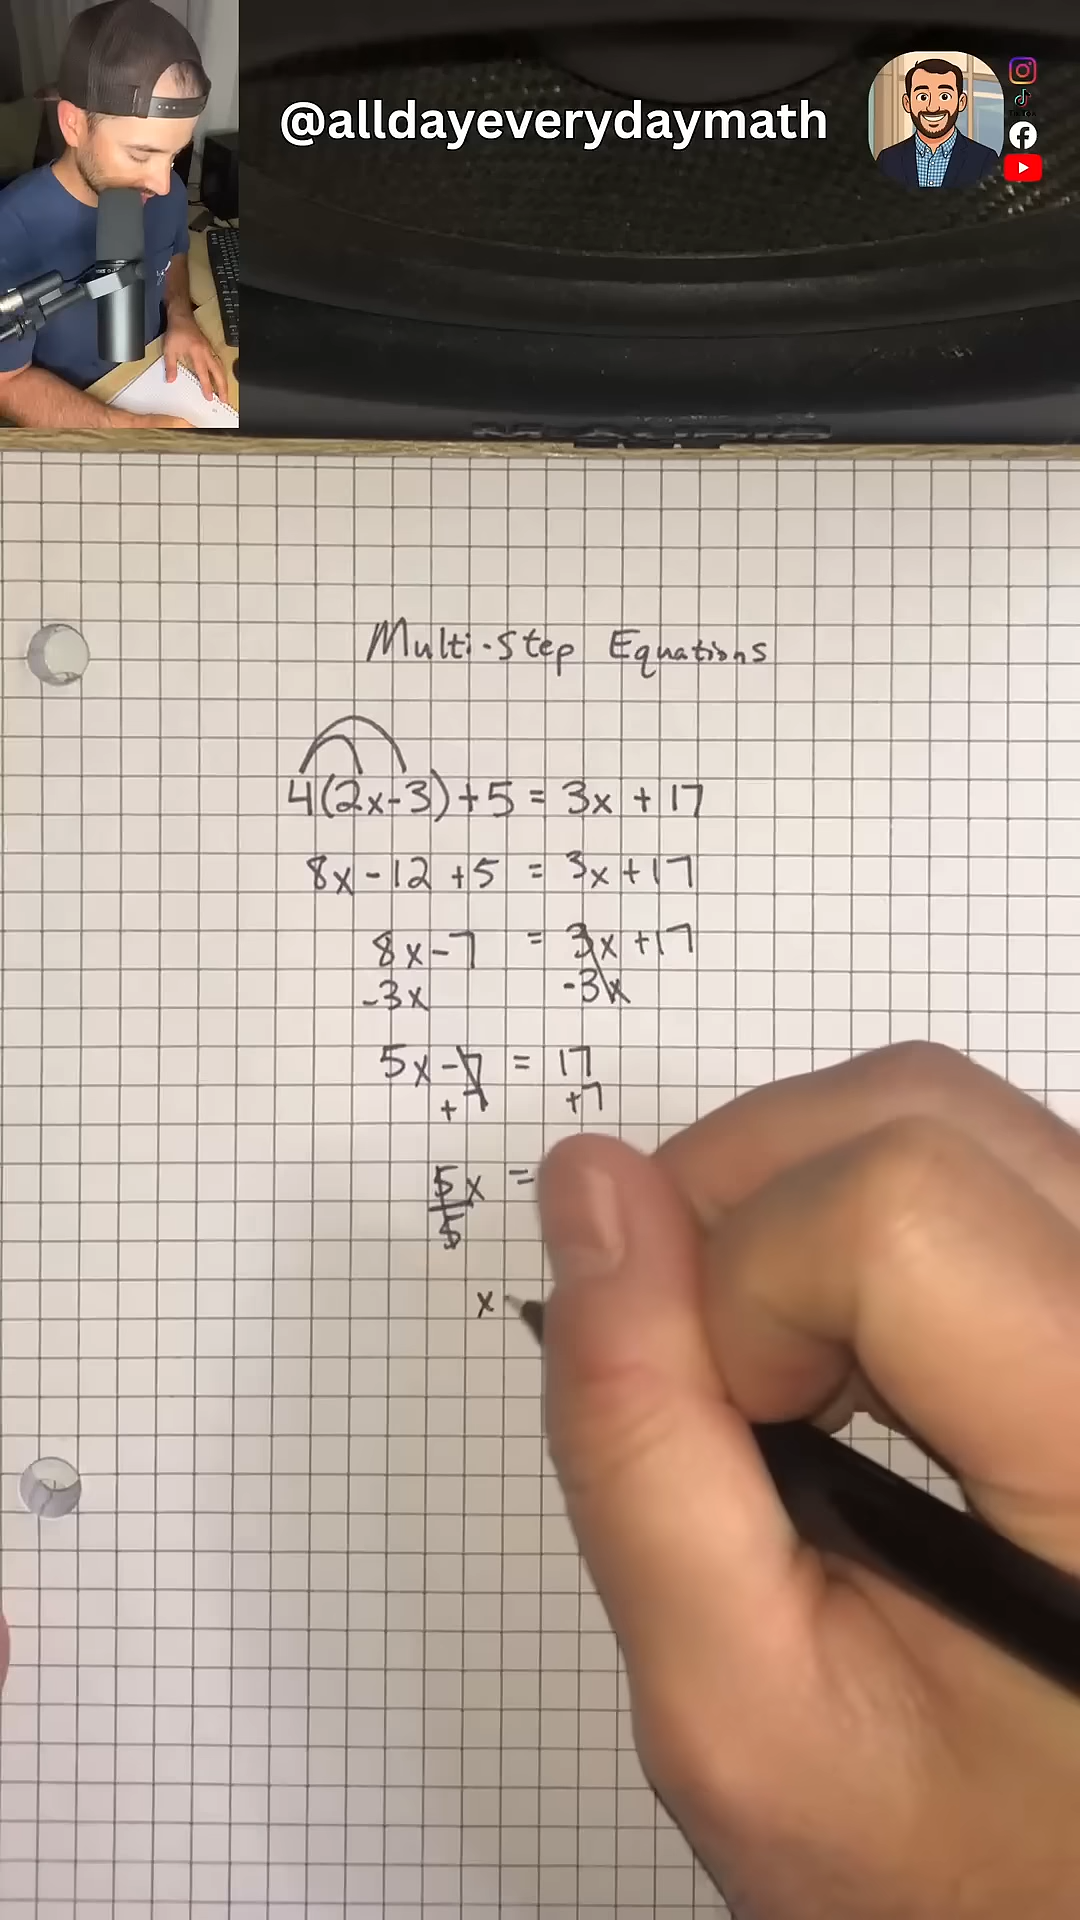 @alldayeverydaymath
Multi-Step Equations
4(2x-3)+5 = 3x + 17
8x - 12 + 5 = 3x + 17
8x - 7 = 3x + 17
-3x -3x
5x - 7 = 17
+7 +7
5x =
5
x